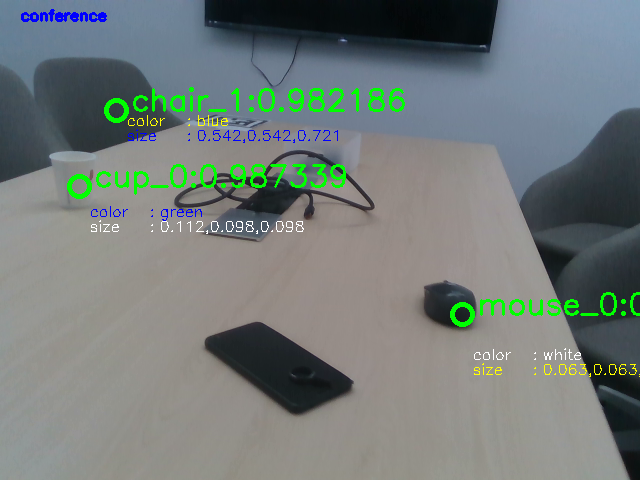 conference
chair_1:0.982186
color : blue
size : 0.542,0.542,0.721
cup_0:0.987339
color : green
size : 0.112,0.098,0.098
mouse_0:0
color : white
size : 0.063,0.063,